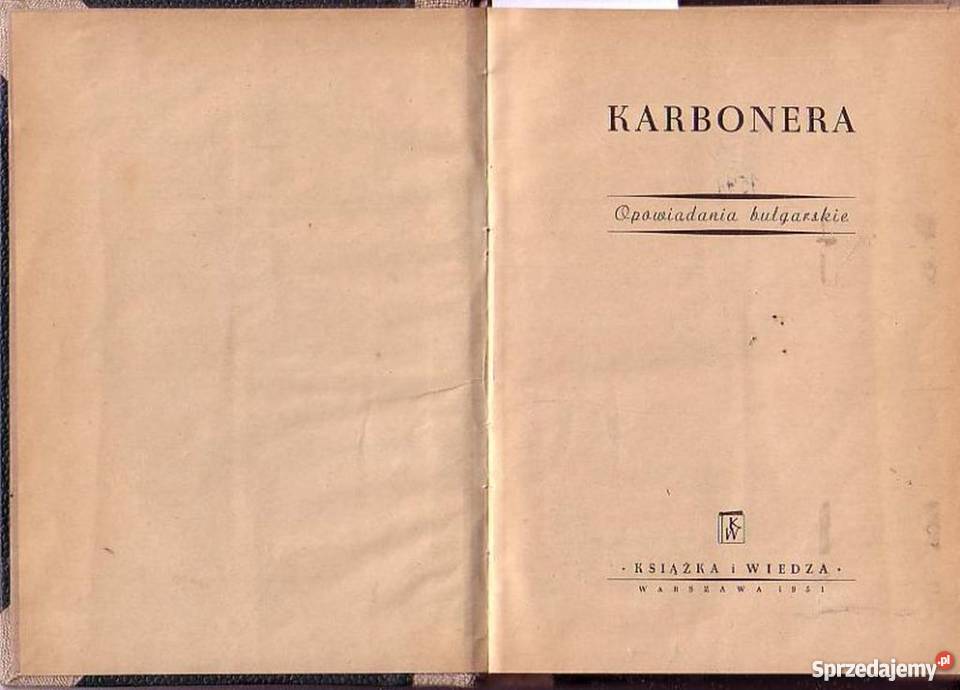 KARBONERA
Opowiadania bułgarskie
KW
· KSIĄŻKA i WIEDZA ·
WARSZAWA 1951
Sprzedajemy.pl